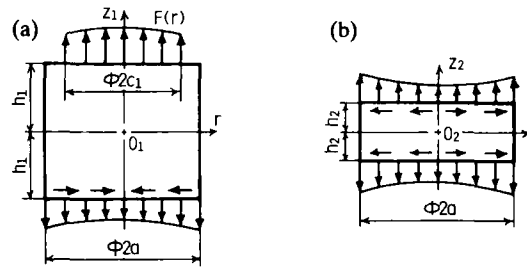 (a)
z₁
F(r)
Φ2c₁
h₁
r
O₁
h₁
Φ2a
(b)
z₂
h₂
O₂
h₂
Φ2a